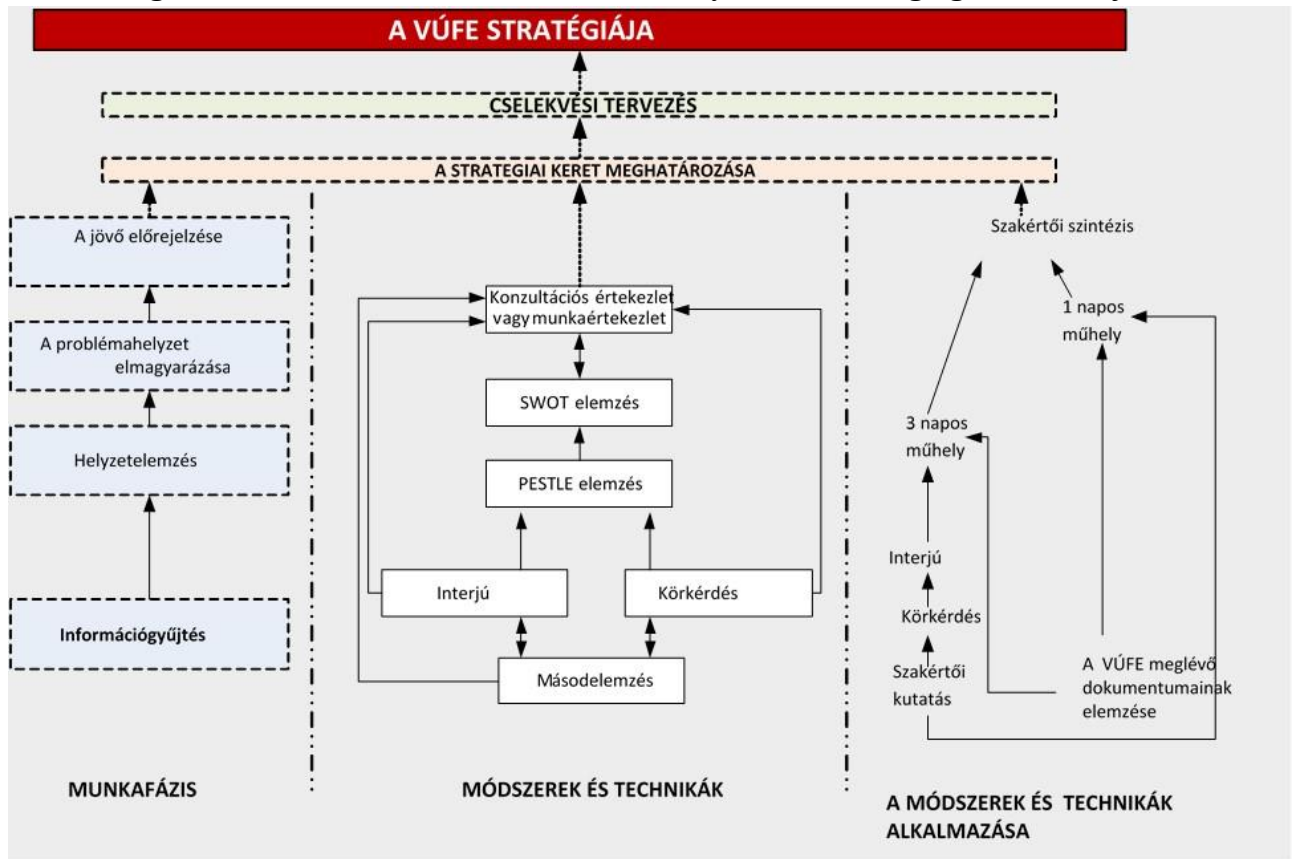 A VÚFE STRATÉGIÁJA
CSELEKVÉSI TERVEZÉS
A STRATEGIAI KERET MEGHATÁROZÁSA
A jövő előrejelzése
A problémahelyzet
elmagyarázása
Helyzetelemzés
Információgyűjtés
MUNKAFÁZIS
Konzultációs értekezlet
vagy munkaértekezlet
SWOT elemzés
PESTLE elemzés
Interjú
Körkérdés
Másodelemzés
MÓDSZEREK ÉS TECHNIKÁK
Szakértői szintézis
1 napos
műhely
3 napos
műhely
Interjú
Körkérdés
Szakértői
kutatás
A VÚFE meglévő
dokumentumainak
elemzése
A MÓDSZEREK ÉS TECHNIKÁK
ALKALMAZÁSA